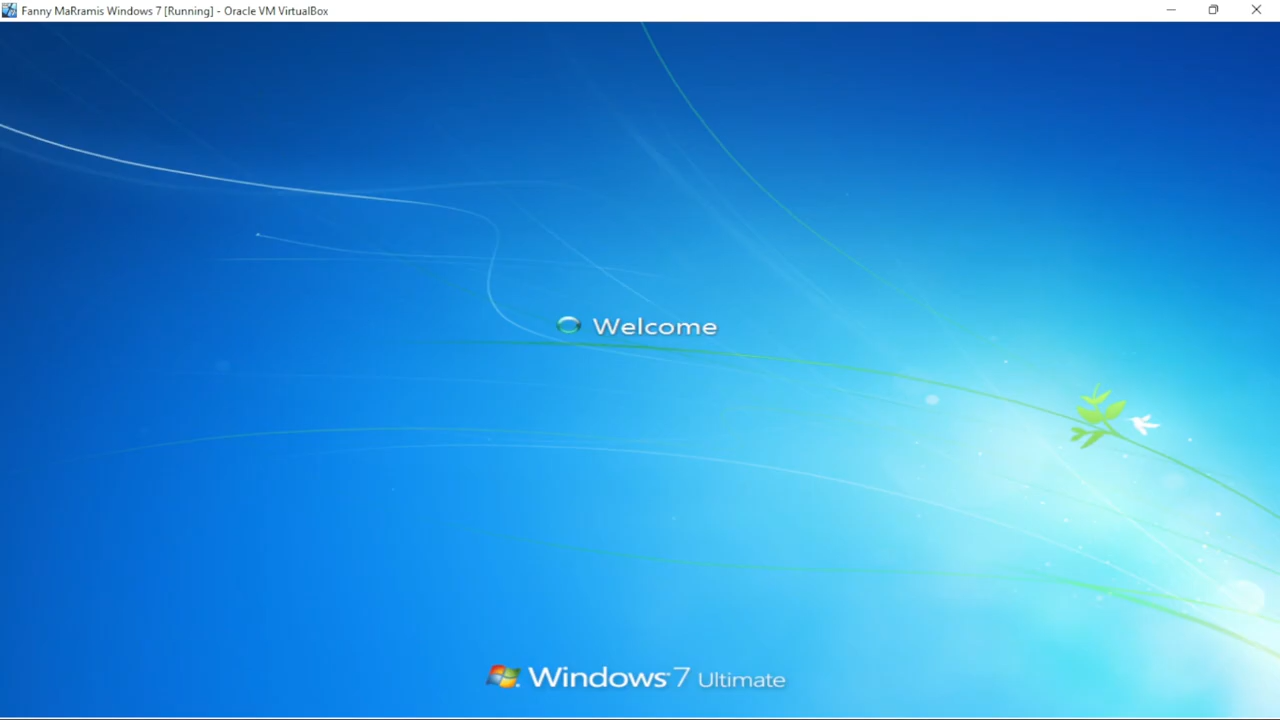 Fanny MaRramis Windows 7 [Running] - Oracle VM VirtualBox
Welcome
Windows 7 Ultimate